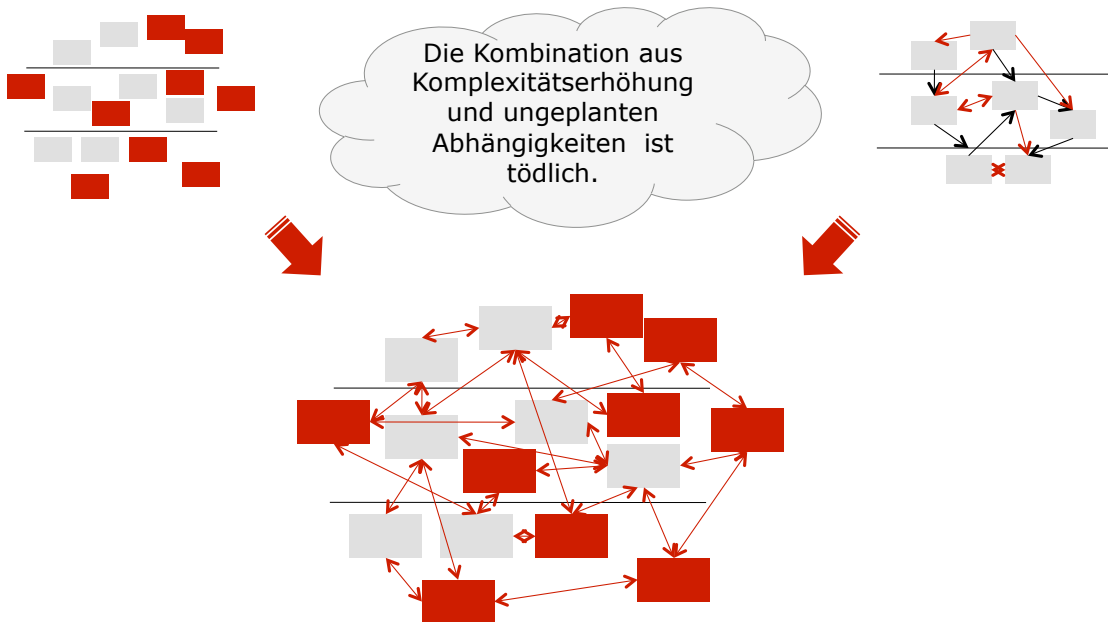 Die Kombination aus
Komplexitätserhöhung
und ungeplanten
Abhängigkeiten ist
tödlich.